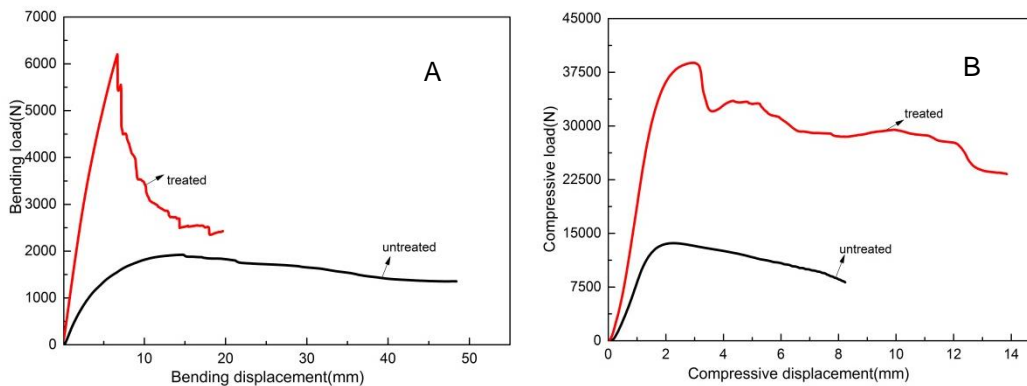 7000
6000
5000
4000
3000
2000
1000
0
10
20
30
40
50
Bending load(N)
Bending displacement(mm)
A
treated
untreated
45000
37500
30000
22500
15000
7500
0
0
2
4
6
8
10
12
14
Compressive load(N)
Compressive displacement(mm)
B
treated
untreated